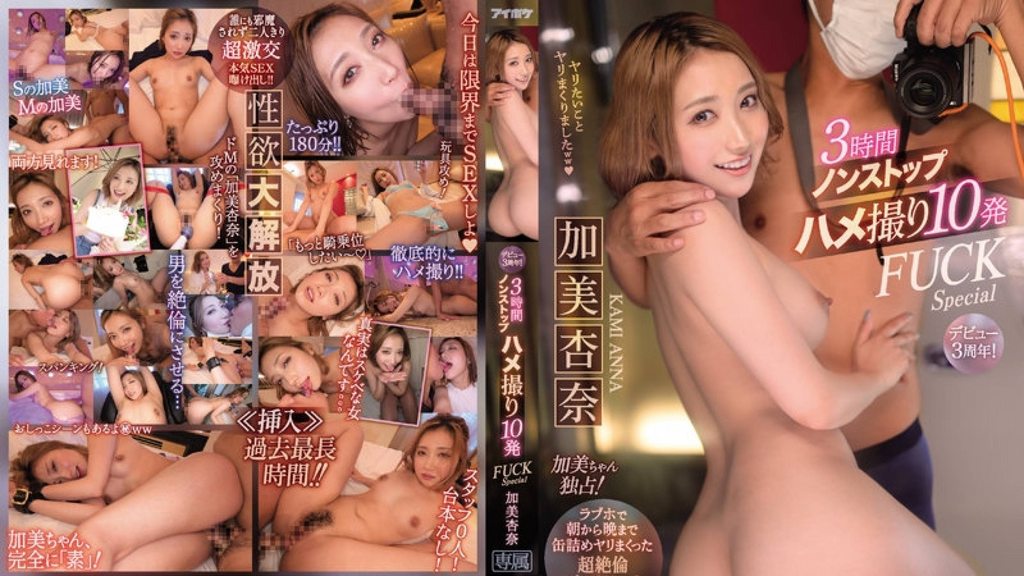 誰にも邪魔
されず二人きり
超激交
本気SEX
曝け出し!!
Sの加美
Mの加美
両方見れます!
性欲大解放
ドMの「加美杏奈」を
攻めまくり!
男を絶倫にさせる…
スパンキング!
おしっこシーンもあるよ㊙ww
加美ちゃん、
完全に「素」!
今日は限界までSEXしよ♥
たっぷり
180分!!
玩具攻め!
「もっと騎乗位
したい〜♡」
徹底的に
ハメ撮り!!
真実はスケベな女
なんです。。
≪挿入≫
過去最長
時間!!
スタッフ0人!
台本なし!
アイポケ
デビュー
3周年!
3時間
ノンストップ
ハメ撮り10発
FUCK
Special
加美杏奈
専属
ヤリたいこと
ヤリまくりましたww♥
加美杏奈
KAMI ANNA
3時間
ノンストップ
ハメ撮り10発
FUCK
Special
デビュー
3周年!
加美ちゃん
独占!
ラブホで
朝から晩まで
缶詰めヤリまくった
超絶倫